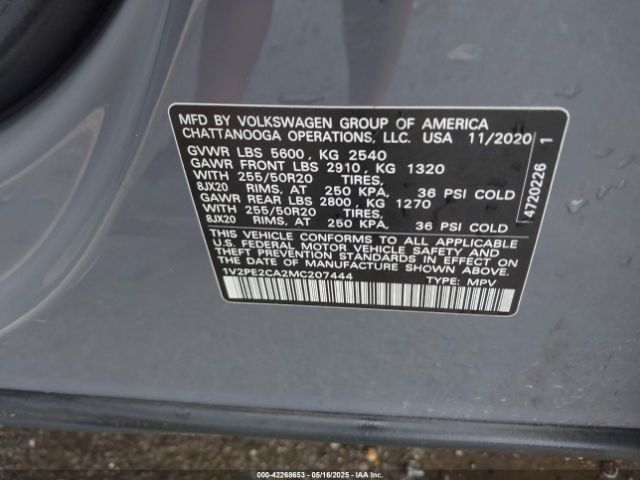 MFD BY VOLKSWAGEN GROUP OF AMERICA
CHATTANOOGA OPERATIONS, LLC. USA 11/2020
GVWR LBS 5600, KG 2540
GAWR FRONT LBS 2910, KG 1320
WITH 255/50R20 TIRES,
8JX20 RIMS, AT 250 KPA, 36 PSI COLD
GAWR REAR LBS 2800, KG 1270
WITH 255/50R20 TIRES,
8JX20 RIMS, AT 250 KPA, 36 PSI COLD
THIS VEHICLE CONFORMS TO ALL APPLICABLE
U.S. FEDERAL MOTOR VEHICLE SAFETY AND
THEFT PREVENTION STANDARDS IN EFFECT ON
THE DATE OF MANUFACTURE SHOWN ABOVE.
1V2PE2CA2MC207444
TYPE: MPV
14720226 1
000-42268653 - 05/16/2025 - IAAI.COM